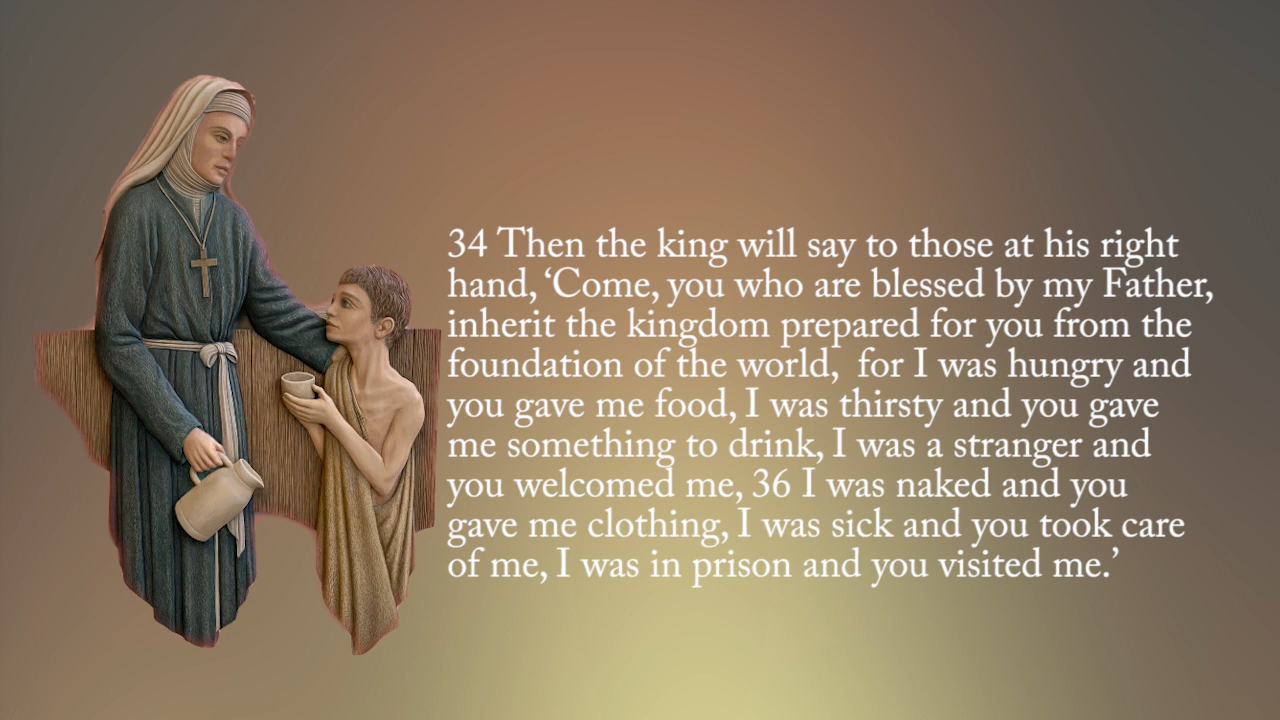 34 Then the king will say to those at his right
hand, ‘Come, you who are blessed by my Father,
inherit the kingdom prepared for you from the
foundation of the world,  for I was hungry and
you gave me food, I was thirsty and you gave
me something to drink, I was a stranger and
you welcomed me, 36 I was naked and you
gave me clothing, I was sick and you took care
of me, I was in prison and you visited me.’